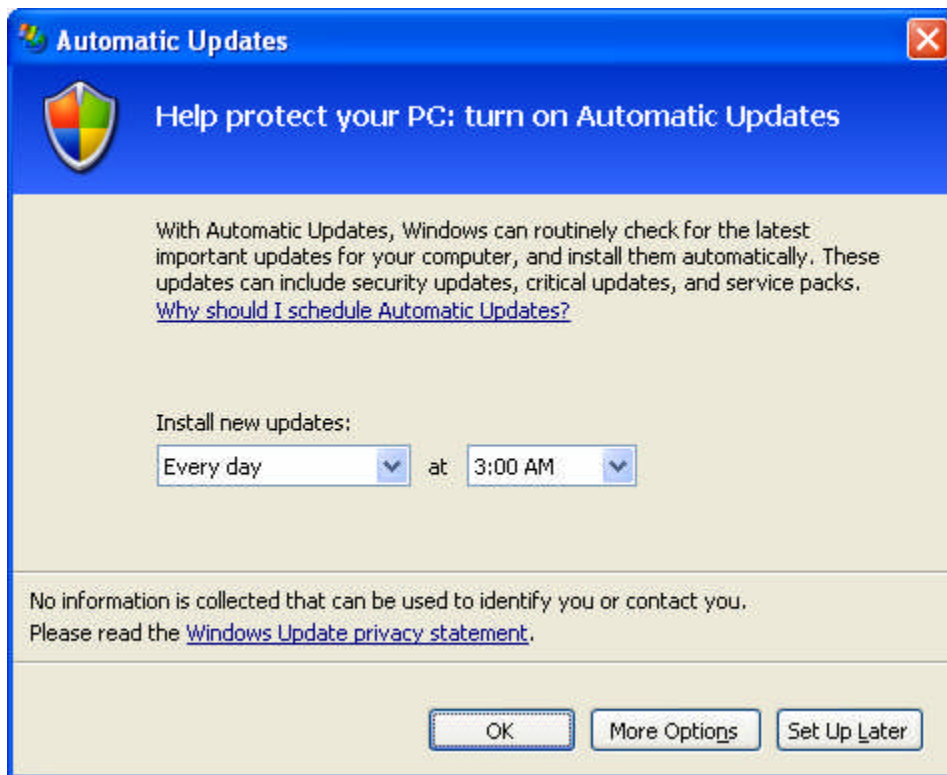 Automatic Updates
Help protect your PC: turn on Automatic Updates
With Automatic Updates, Windows can routinely check for the latest
important updates for your computer, and install them automatically. These
updates can include security updates, critical updates, and service packs.
Why should I schedule Automatic Updates?
Install new updates:
Every day at 3:00 AM
No information is collected that can be used to identify you or contact you.
Please read the Windows Update privacy statement.
OK More Options Set Up Later